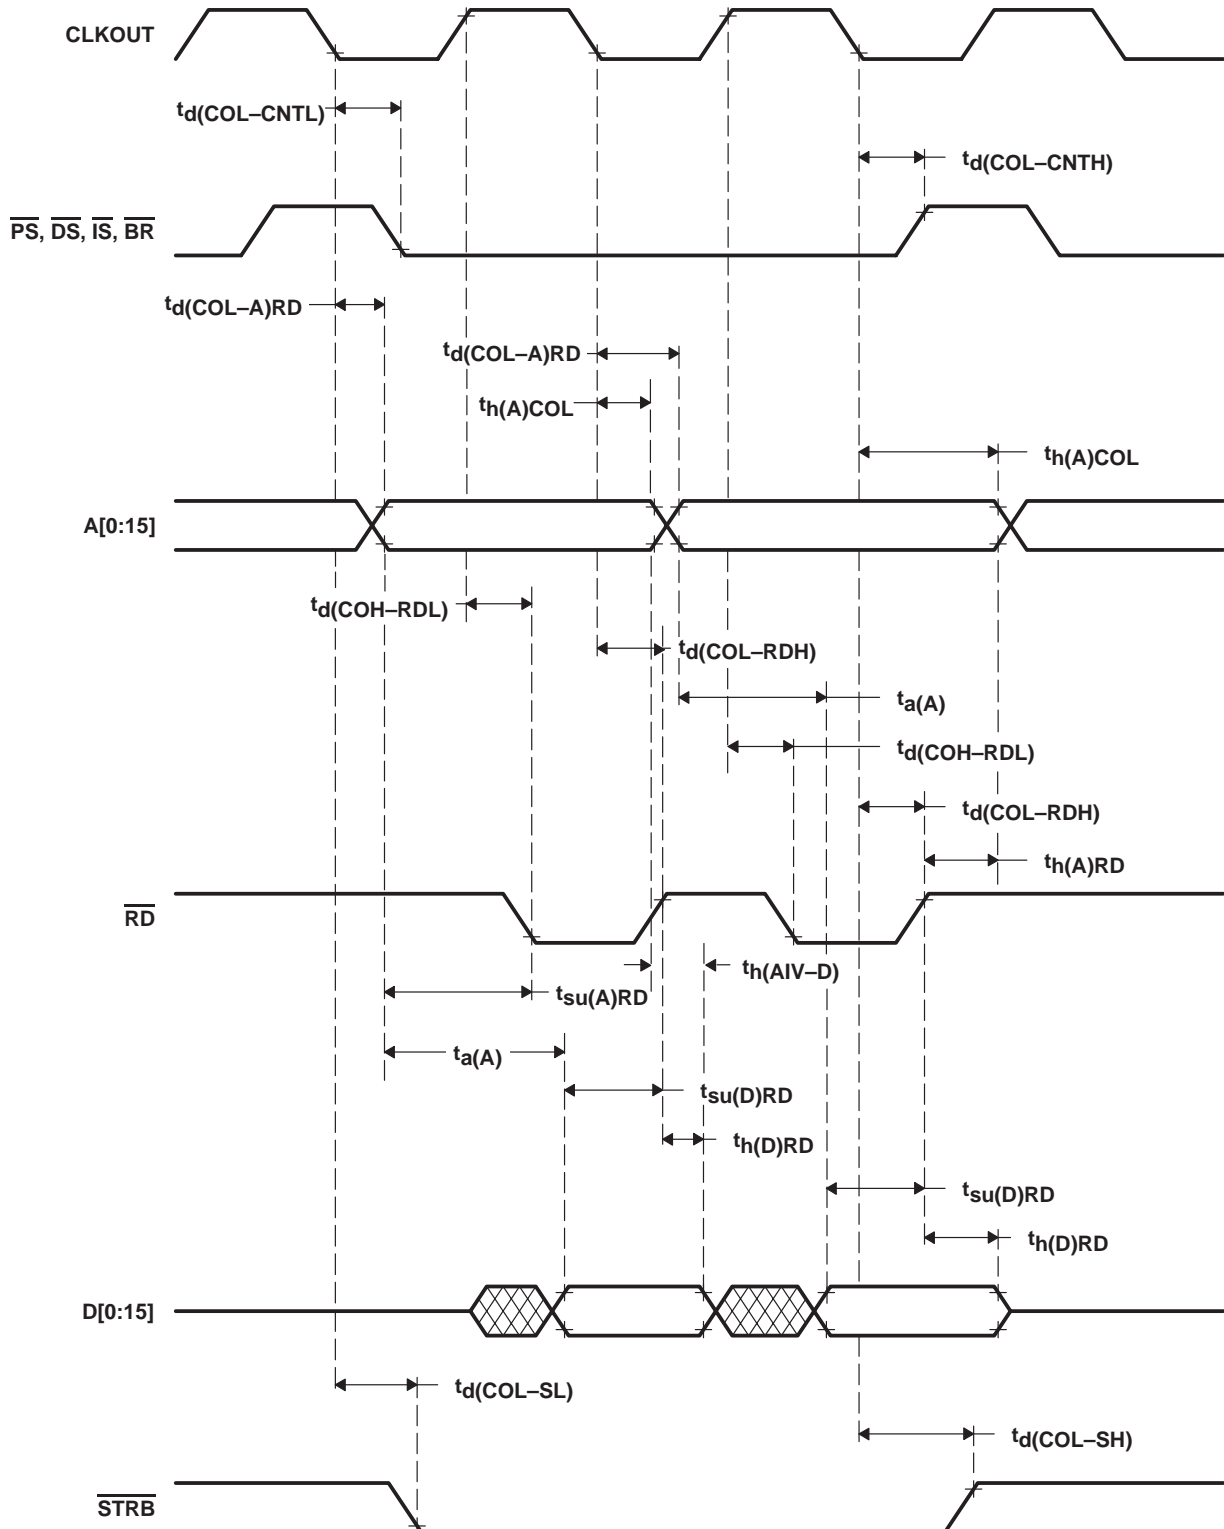 CLKOUT
td(COL–CNTL)
td(COL–CNTH)
PS, DS, IS, BR
td(COL–A)RD
td(COL–A)RD
th(A)COL
th(A)COL
A[0:15]
td(COH–RDL)
td(COL–RDH)
ta(A)
td(COH–RDL)
td(COL–RDH)
th(A)RD
RD
th(AIV–D)
tsu(A)RD
ta(A)
tsu(D)RD
th(D)RD
tsu(D)RD
th(D)RD
D[0:15]
td(COL–SL)
td(COL–SH)
STRB